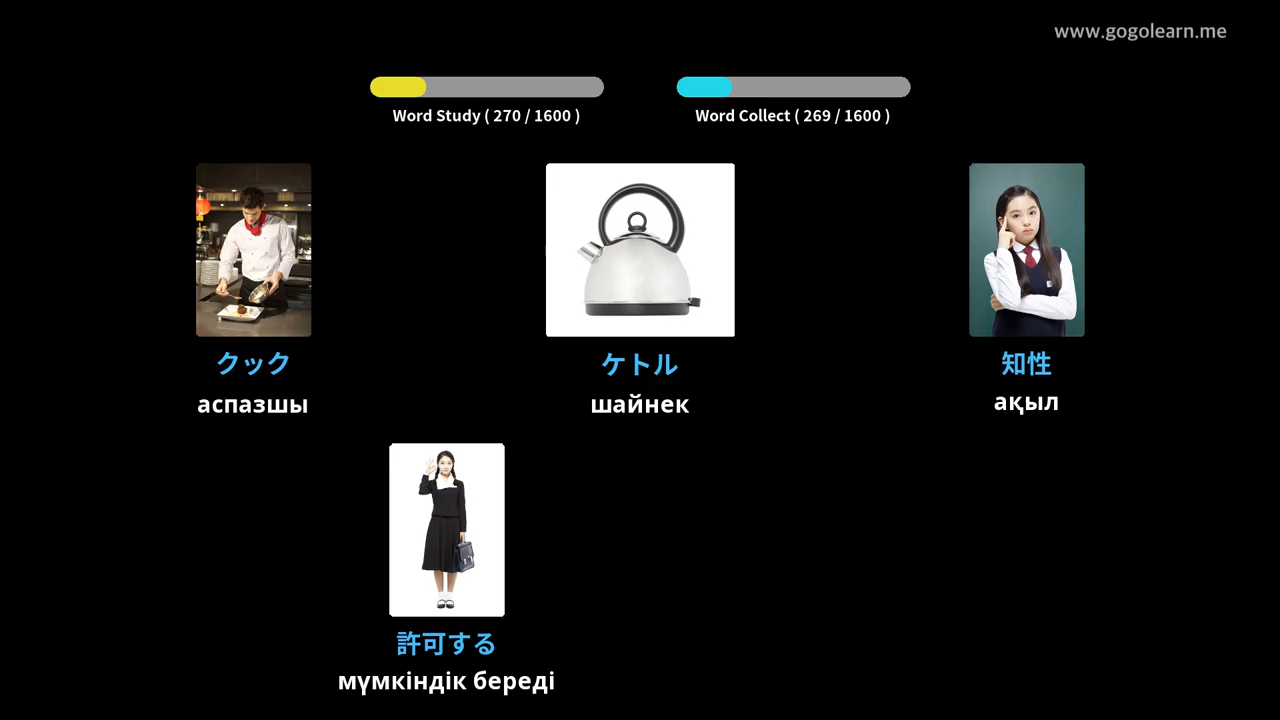 www.gogolearn.me
Word Study ( 270 / 1600 )
Word Collect ( 269 / 1600 )
クック
аспазшы
ケトル
шайнек
知性
ақыл
許可する
мүмкіндік береді